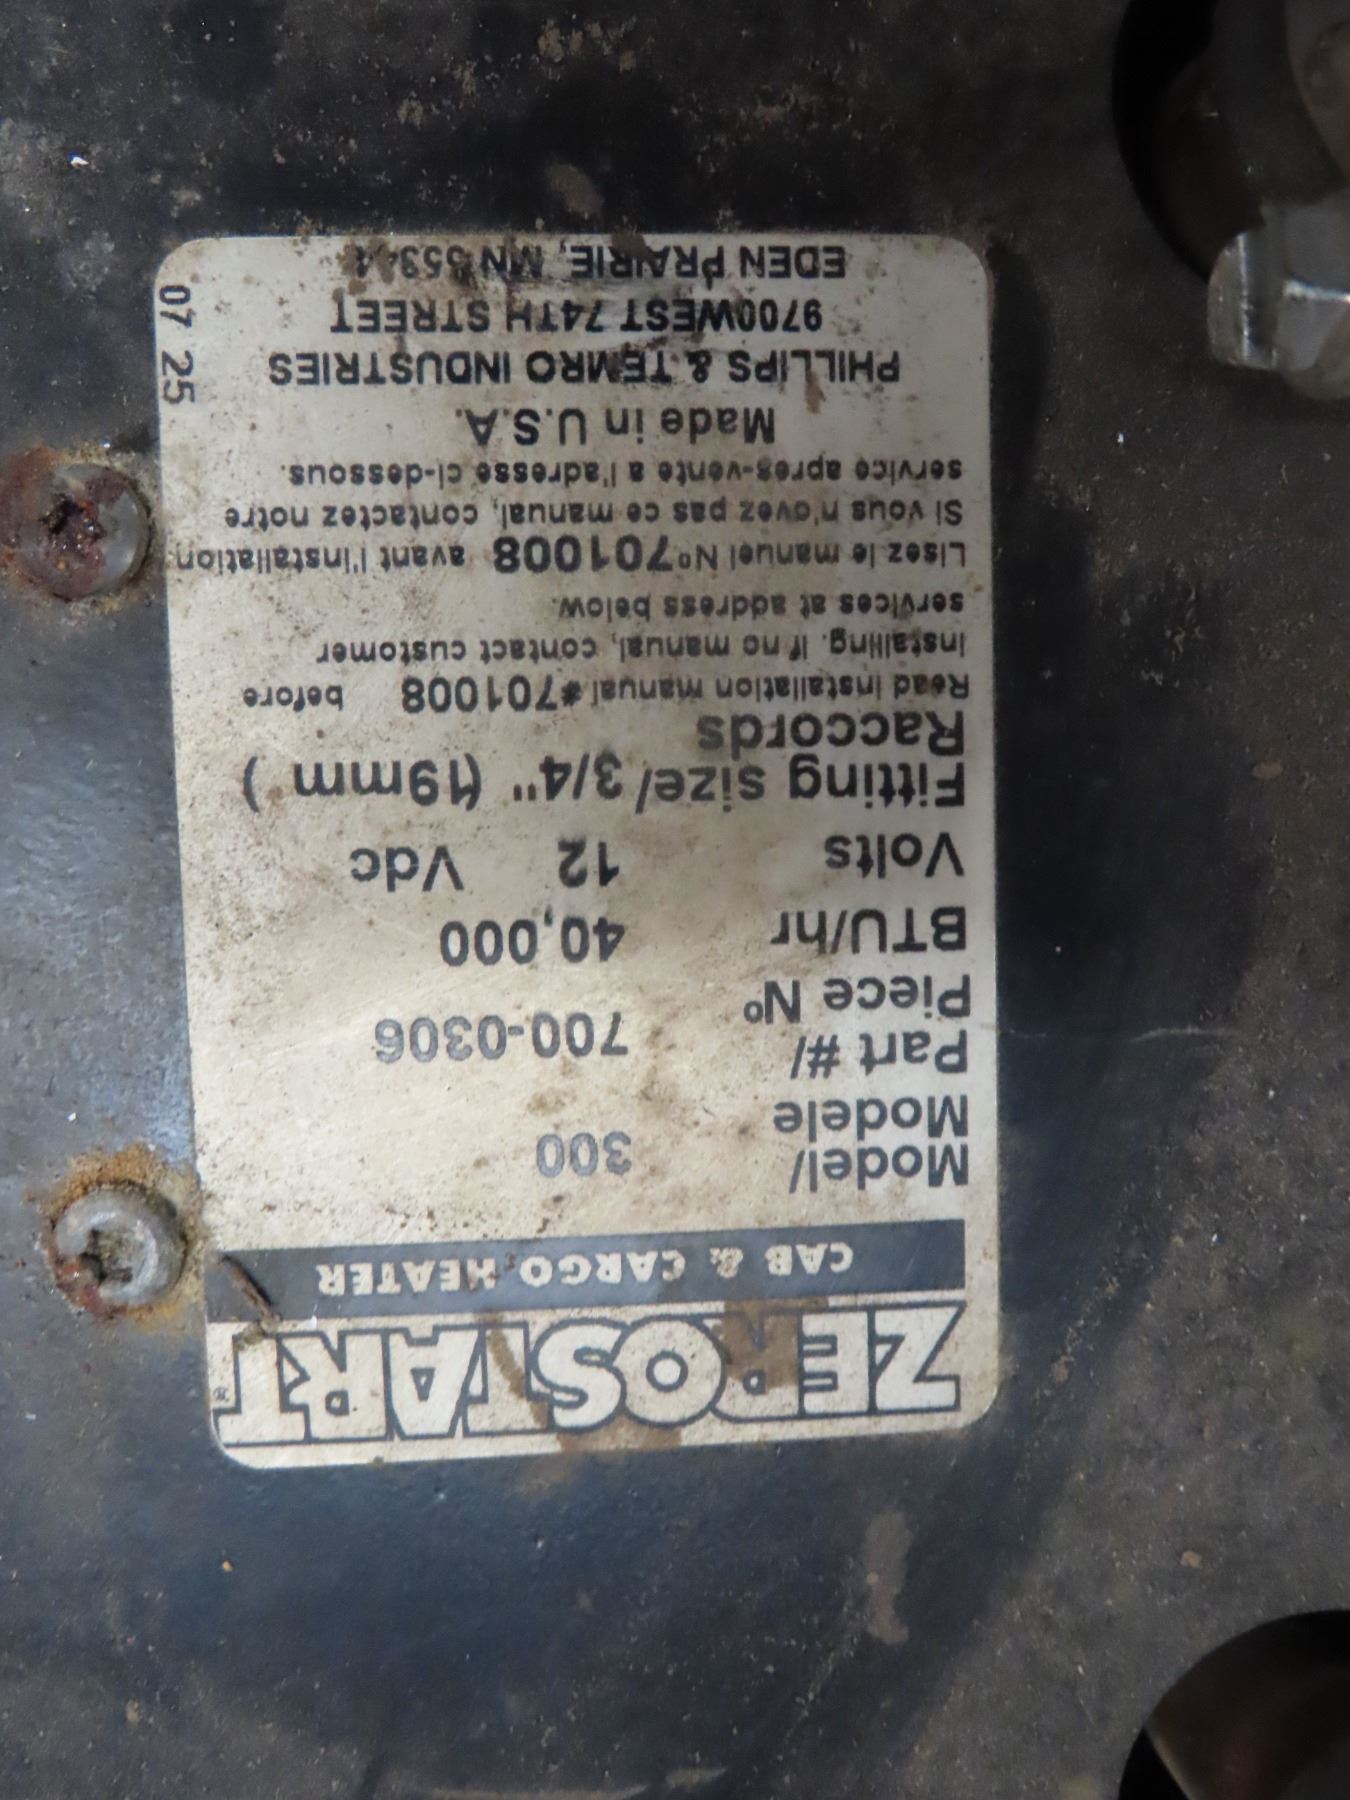 ZEROSTART®
CAB & CARGO HEATER
Model/ 300
Modele
Part #/ 700-0306
Piece Nº
BTU/hr 40,000
Volts 12 Vdc
Fitting size/ 3/4" (19mm )
Raccords
Read installation manual #701008 before
installing. If no manual, contact customer
services at address below.
Lisez le manuel Nº701008 avant l'installation
Si vous n'avez pas ce manual, contactez notre
service apres-vente a l'adresse ci-dessous.
Made in U.S.A.
PHILLIPS & TEMRO INDUSTRIES
9700WEST 74TH STREET
EDEN PRAIRIE, MN 55344
07 25